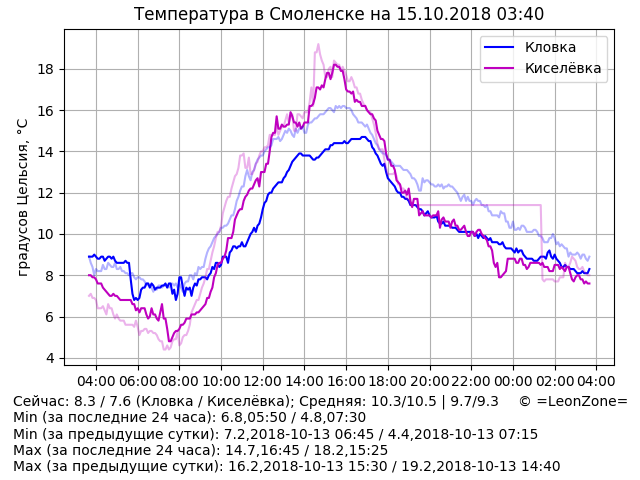 Температура в Смоленске на 15.10.2018 03:40
Кловка
Киселёвка
градусов Цельсия, °C
18
16
14
12
10
8
6
4
04:00 06:00 08:00 10:00 12:00 14:00 16:00 18:00 20:00 22:00 00:00 02:00 04:00
Сейчас: 8.3 / 7.6 (Кловка / Киселёвка); Средняя: 10.3/10.5 | 9.7/9.3 © =LeonZone=
Min (за последние 24 часа): 6.8,05:50 / 4.8,07:30
Min (за предыдущие сутки): 7.2,2018-10-13 06:45 / 4.4,2018-10-13 07:15
Max (за последние 24 часа): 14.7,16:45 / 18.2,15:25
Max (за предыдущие сутки): 16.2,2018-10-13 15:30 / 19.2,2018-10-13 14:40